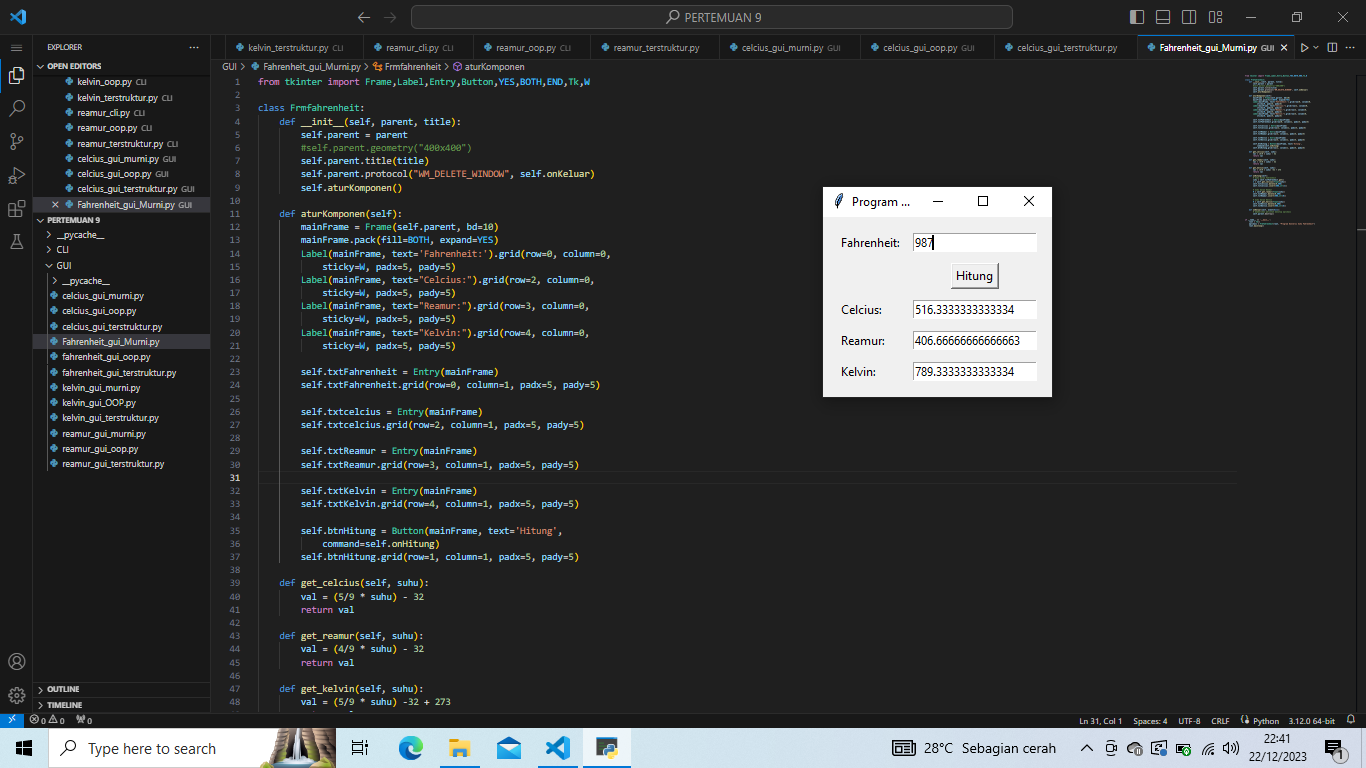 PERTEMUAN 9
EXPLORER
OPEN EDITORS
kelvin_oop.py CLI
kelvin_terstruktur.py CLI
reamur_cli.py CLI
reamur_oop.py CLI
reamur_terstruktur.py CLI
celcius_gui_murni.py GUI
celcius_gui_oop.py GUI
celcius_gui_terstruktur.py GUI
Fahrenheit_gui_Murni.py GUI
PERTEMUAN 9
__pycache__
CLI
GUI
__pycache__
celcius_gui_murni.py
celcius_gui_oop.py
celcius_gui_terstruktur.py
Fahrenheit_gui_Murni.py
fahrenheit_gui_oop.py
fahrenheit_gui_terstruktur.py
kelvin_gui_murni.py
kelvin_gui_OOP.py
kelvin_gui_terstruktur.py
reamur_gui_murni.py
reamur_gui_oop.py
reamur_gui_terstruktur.py
OUTLINE
TIMELINE
kelvin_terstruktur.py CLI reamur_cli.py CLI reamur_oop.py CLI reamur_terstruktur.py CLI celcius_gui_murni.py GUI celcius_gui_oop.py GUI celcius_gui_terstruktur.py Fahrenheit_gui_Murni.py GUI
GUI > Fahrenheit_gui_Murni.py > Frmfahrenheit > aturKomponen
1 from tkinter import Frame,Label,Entry,Button,YES,BOTH,END,Tk,W
2
3 class Frmfahrenheit:
4 def __init__(self, parent, title):
5 self.parent = parent
6 #self.parent.geometry("400x400")
7 self.parent.title(title)
8 self.parent.protocol("WM_DELETE_WINDOW", self.onKeluar)
9 self.aturKomponen()
10
11 def aturKomponen(self):
12 mainFrame = Frame(self.parent, bd=10)
13 mainFrame.pack(fill=BOTH, expand=YES)
14 Label(mainFrame, text='Fahrenheit:').grid(row=0, column=0,
15 sticky=W, padx=5, pady=5)
16 Label(mainFrame, text="Celcius:").grid(row=2, column=0,
17 sticky=W, padx=5, pady=5)
18 Label(mainFrame, text="Reamur:").grid(row=3, column=0,
19 sticky=W, padx=5, pady=5)
20 Label(mainFrame, text="Kelvin:").grid(row=4, column=0,
21 sticky=W, padx=5, pady=5)
22
23 self.txtFahrenheit = Entry(mainFrame)
24 self.txtFahrenheit.grid(row=0, column=1, padx=5, pady=5)
25
26 self.txtcelcius = Entry(mainFrame)
27 self.txtcelcius.grid(row=2, column=1, padx=5, pady=5)
28
29 self.txtReamur = Entry(mainFrame)
30 self.txtReamur.grid(row=3, column=1, padx=5, pady=5)
31
32 self.txtKelvin = Entry(mainFrame)
33 self.txtKelvin.grid(row=4, column=1, padx=5, pady=5)
34
35 self.btnHitung = Button(mainFrame, text='Hitung',
36 command=self.onHitung)
37 self.btnHitung.grid(row=1, column=1, padx=5, pady=5)
38
39 def get_celcius(self, suhu):
40 val = (5/9 * suhu) - 32
41 return val
42
43 def get_reamur(self, suhu):
44 val = (4/9 * suhu) - 32
45 return val
46
47 def get_kelvin(self, suhu):
48 val = (5/9 * suhu) -32 + 273
Program ...
Fahrenheit: 987
Hitung
Celcius: 516.3333333333334
Reamur: 406.66666666666663
Kelvin: 789.3333333333334
0 0 0 Ln 31, Col 1 Spaces: 4 UTF-8 CRLF Python 3.12.0 64-bit
Type here to search
28°C Sebagian cerah
22:41
22/12/2023
1